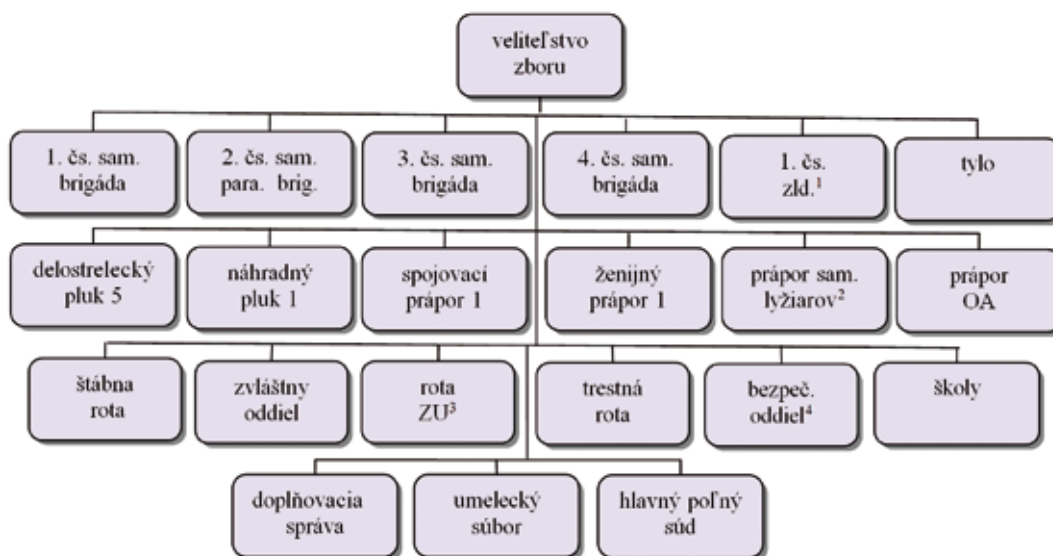 veliteľstvo
zboru
1. čs. sam.
brigáda
2. čs. sam.
para. brig.
3. čs. sam.
brigáda
4. čs. sam.
brigáda
1. čs.
zld.¹
tylo
delostrelecký
pluk 5
náhradný
pluk 1
spojovací
prápor 1
ženijný
prápor 1
prápor sam.
lyžiarov²
prápor
OA
štábna
rota
zvláštny
oddiel
rota
ZU³
trestná
rota
bezpeč.
oddiel⁴
školy
doplňovacia
správa
umelecký
súbor
hlavný poľný
súd